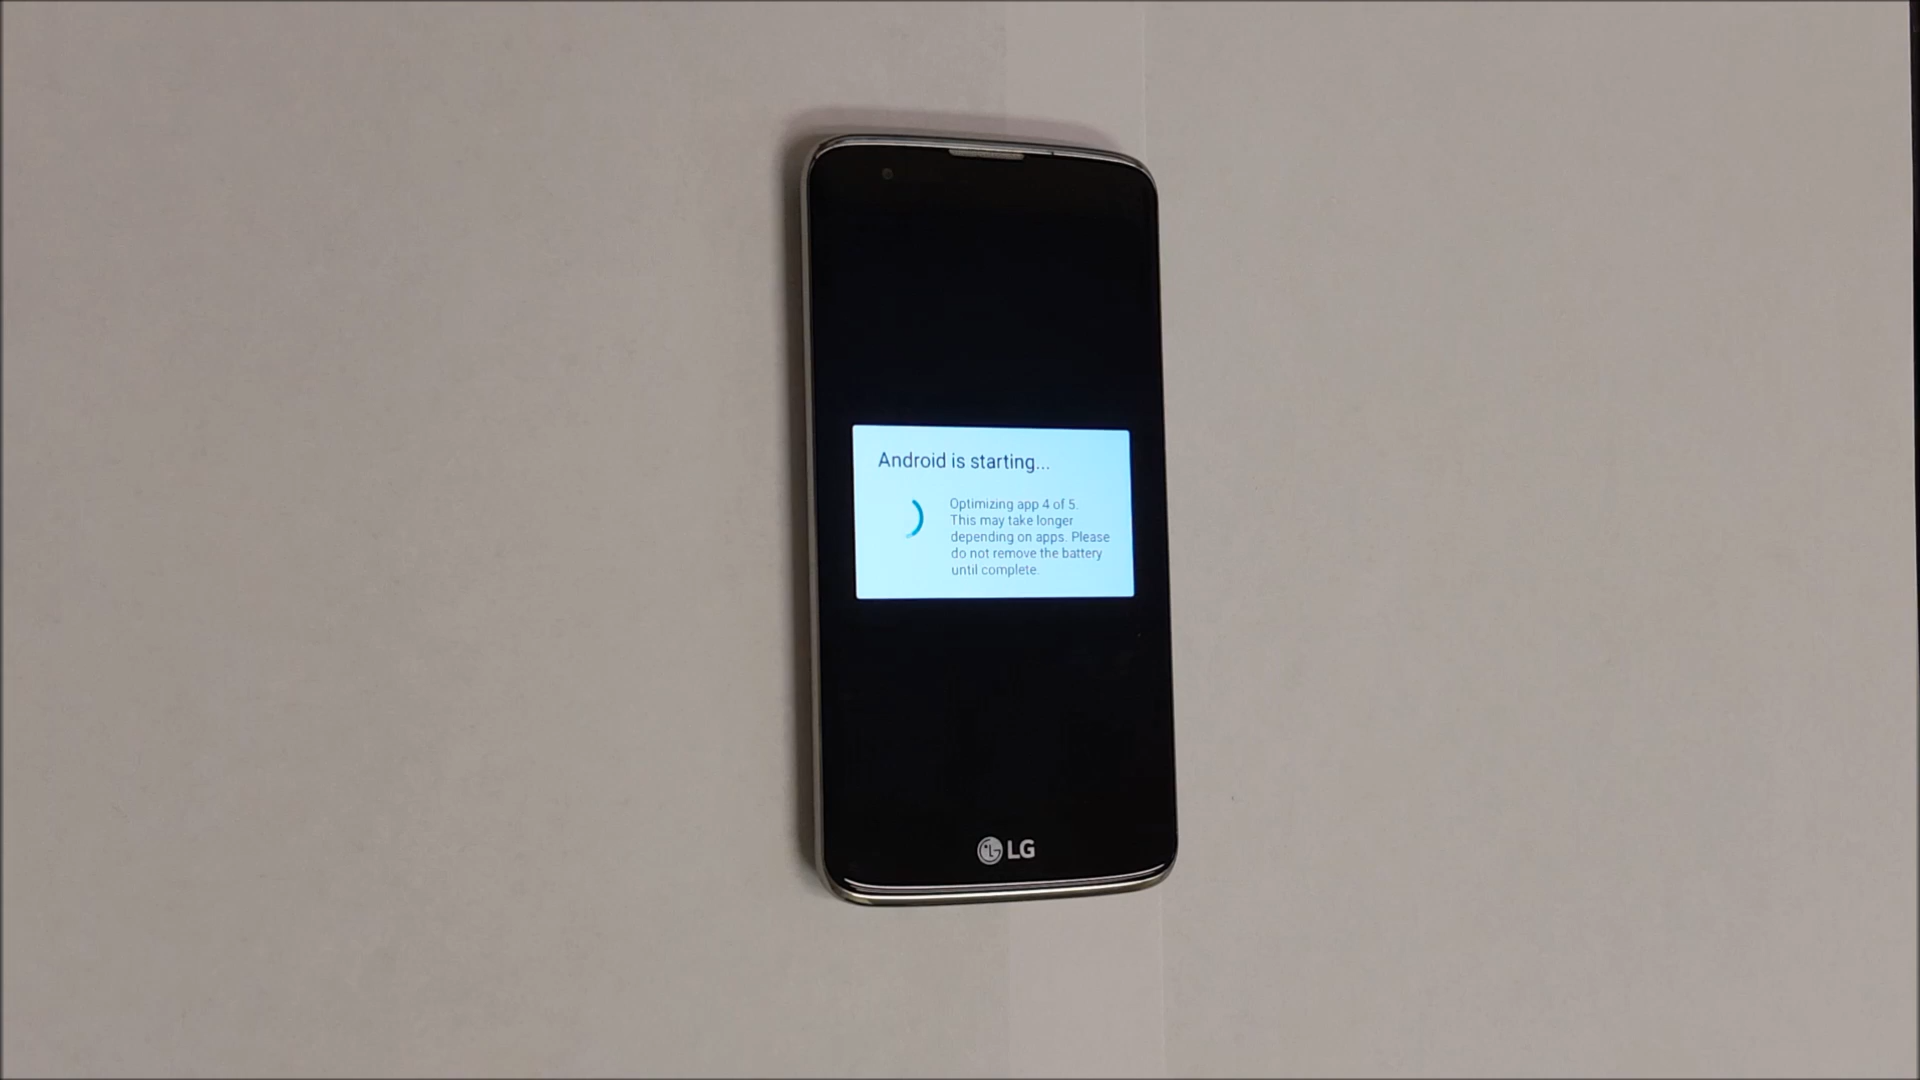 Android is starting...
Optimizing app 4 of 5.
This may take longer
depending on apps. Please
do not remove the battery
until complete.
LG